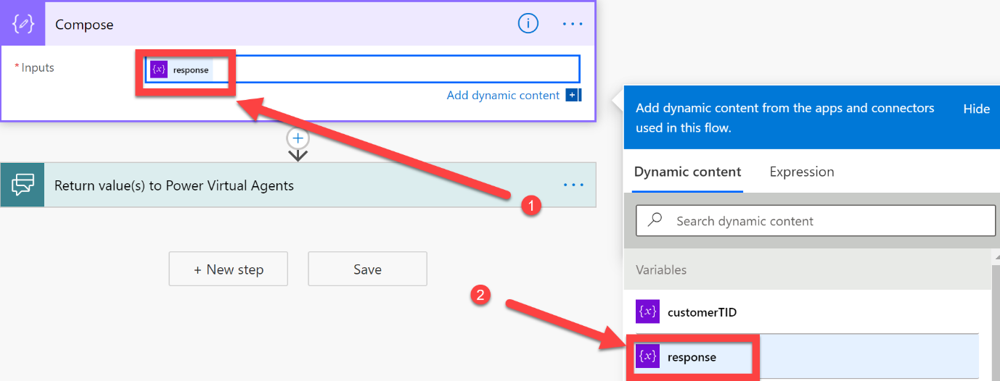 Compose
* Inputs
{x} response
Add dynamic content
1
Return value(s) to Power Virtual Agents
+ New step
Save
2
Add dynamic content from the apps and connectors
used in this flow.
Hide
Dynamic content
Expression
Search dynamic content
Variables
{x} customerTID
{x} response